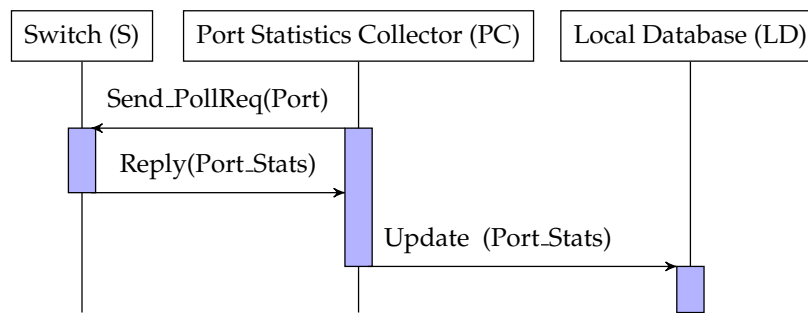 Switch (S)
Port Statistics Collector (PC)
Local Database (LD)
Send_PollReq(Port)
Reply(Port_Stats)
Update (Port_Stats)